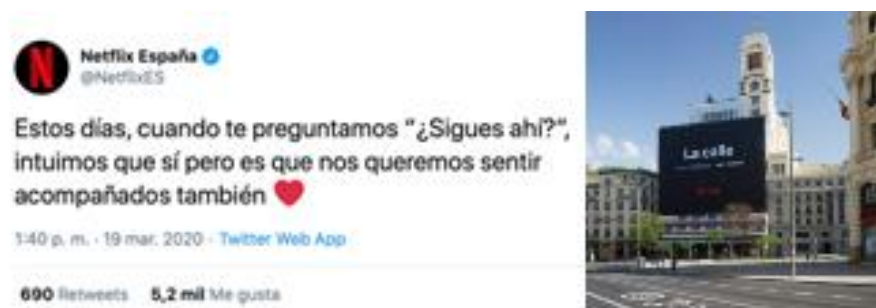 Netflix España
@NetflixES
Estos días, cuando te preguntamos “¿Sigues ahí?”,
intuimos que sí pero es que nos queremos sentir
acompañados también ❤️
1:40 p. m. · 19 mar. 2020 · Twitter Web App
690 Retweets 5,2 mil Me gusta
La calle